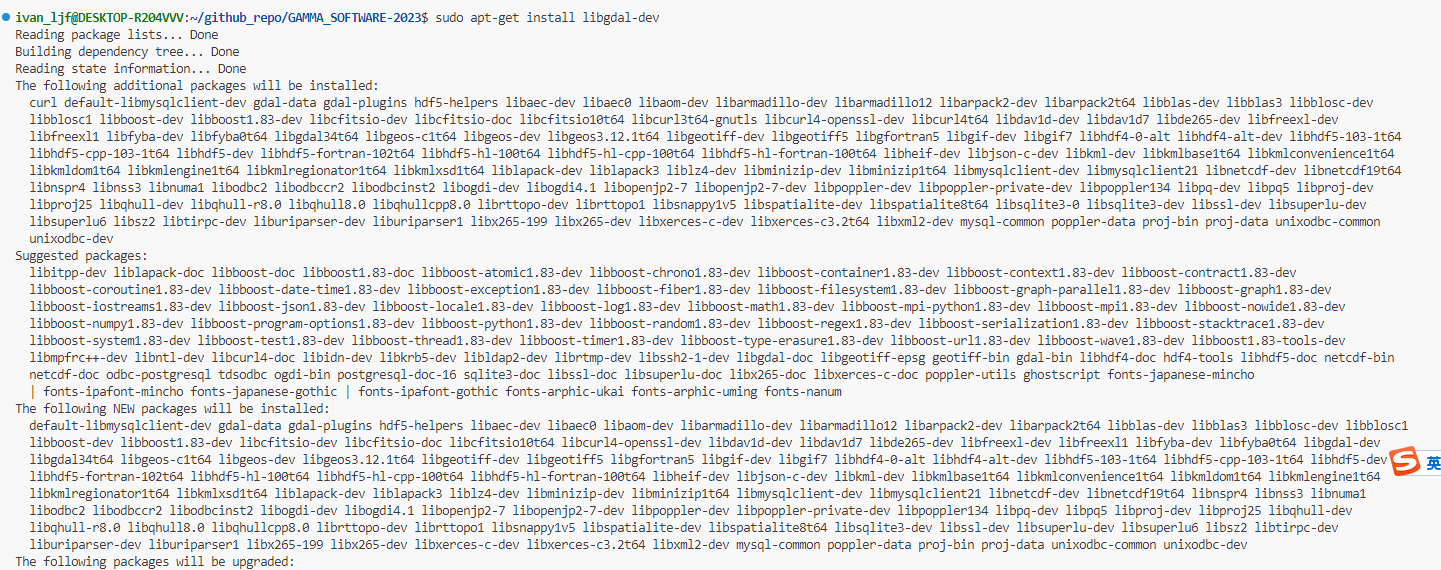 ivan_ljf@DESKTOP-R204VVV:~/github_repo/GAMMA_SOFTWARE-2023$ sudo apt-get install libgdal-dev
Reading package lists... Done
Building dependency tree... Done
Reading state information... Done
The following additional packages will be installed:
curl default-libmysqlclient-dev gdal-data gdal-plugins hdf5-helpers libaec-dev libaec0 libaom-dev libarmadillo-dev libarmadillo12 libarpack2-dev libarpack2t64 libblas-dev libblas3 libblosc-dev
libblosc1 libboost-dev libboost1.83-dev libcfitsio-dev libcfitsio-doc libcfitsio10t64 libcurl3t64-gnutls libcurl4-openssl-dev libcurl4t64 libdav1d-dev libdav1d7 libde265-dev libfreexl-dev
libfreexl1 libfyba-dev libfyba0t64 libgdal34t64 libgeos-c1t64 libgeos-dev libgeos3.12.1t64 libgeotiff-dev libgeotiff5 libgfortran5 libgif-dev libgif7 libhdf4-0-alt libhdf4-alt-dev libhdf5-103-1t64
libhdf5-cpp-103-1t64 libhdf5-dev libhdf5-fortran-102t64 libhdf5-hl-100t64 libhdf5-hl-cpp-100t64 libhdf5-hl-fortran-100t64 libheif-dev libjson-c-dev libkml-dev libkmlbase1t64 libkmlconvenience1t64
libkmldom1t64 libkmlengine1t64 libkmlregionator1t64 libkmlxsd1t64 liblapack-dev liblapack3 liblz4-dev libminizip-dev libminizip1t64 libmysqlclient-dev libmysqlclient21 libnetcdf-dev libnetcdf19t64
libnspr4 libnss3 libnuma1 libodbc2 libodbccr2 libodbcinst2 libogdi-dev libogdi4.1 libopenjp2-7 libopenjp2-7-dev libpoppler-dev libpoppler-private-dev libpoppler134 libpq-dev libpq5 libproj-dev
libproj25 libqhull-dev libqhull-r8.0 libqhull8.0 libqhullcpp8.0 librttopo-dev librttopo1 libsnappy1v5 libspatialite-dev libspatialite8t64 libsqlite3-0 libsqlite3-dev libssl-dev libsuperlu-dev
libsuperlu6 libsz2 libtirpc-dev liburiparser-dev liburiparser1 libx265-199 libx265-dev libxerces-c-dev libxerces-c3.2t64 libxml2-dev mysql-common poppler-data proj-bin proj-data unixodbc-common
unixodbc-dev
Suggested packages:
libitpp-dev liblapack-doc libboost-doc libboost1.83-doc libboost-atomic1.83-dev libboost-chrono1.83-dev libboost-container1.83-dev libboost-context1.83-dev libboost-contract1.83-dev
libboost-coroutine1.83-dev libboost-date-time1.83-dev libboost-exception1.83-dev libboost-fiber1.83-dev libboost-filesystem1.83-dev libboost-graph-parallel1.83-dev libboost-graph1.83-dev
libboost-iostreams1.83-dev libboost-json1.83-dev libboost-locale1.83-dev libboost-log1.83-dev libboost-math1.83-dev libboost-mpi-python1.83-dev libboost-mpi1.83-dev libboost-nowide1.83-dev
libboost-numpy1.83-dev libboost-program-options1.83-dev libboost-python1.83-dev libboost-random1.83-dev libboost-regex1.83-dev libboost-serialization1.83-dev libboost-stacktrace1.83-dev
libboost-system1.83-dev libboost-test1.83-dev libboost-thread1.83-dev libboost-timer1.83-dev libboost-type-erasure1.83-dev libboost-url1.83-dev libboost-wave1.83-dev libboost1.83-tools-dev
libmpfrc++-dev libntl-dev libcurl4-doc libidn-dev libkrb5-dev libldap2-dev librtmp-dev libssh2-1-dev libgdal-doc libgeotiff-epsg geotiff-bin gdal-bin libhdf4-doc hdf4-tools libhdf5-doc netcdf-bin
netcdf-doc odbc-postgresql tdsodbc ogdi-bin postgresql-doc-16 sqlite3-doc libssl-doc libsuperlu-doc libx265-doc libxerces-c-doc poppler-utils ghostscript fonts-japanese-mincho
| fonts-ipafont-mincho fonts-japanese-gothic | fonts-ipafont-gothic fonts-arphic-ukai fonts-arphic-uming fonts-nanum
The following NEW packages will be installed:
default-libmysqlclient-dev gdal-data gdal-plugins hdf5-helpers libaec-dev libaec0 libaom-dev libarmadillo-dev libarmadillo12 libarpack2-dev libarpack2t64 libblas-dev libblas3 libblosc-dev libblosc1
libboost-dev libboost1.83-dev libcfitsio-dev libcfitsio-doc libcfitsio10t64 libcurl4-openssl-dev libdav1d-dev libdav1d7 libde265-dev libfreexl-dev libfreexl1 libfyba-dev libfyba0t64 libgdal-dev
libgdal34t64 libgeos-c1t64 libgeos-dev libgeos3.12.1t64 libgeotiff-dev libgeotiff5 libgfortran5 libgif-dev libgif7 libhdf4-0-alt libhdf4-alt-dev libhdf5-103-1t64 libhdf5-cpp-103-1t64 libhdf5-dev
libhdf5-fortran-102t64 libhdf5-hl-100t64 libhdf5-hl-cpp-100t64 libhdf5-hl-fortran-100t64 libheif-dev libjson-c-dev libkml-dev libkmlbase1t64 libkmlconvenience1t64 libkmldom1t64 libkmlengine1t64
libkmlregionator1t64 libkmlxsd1t64 liblapack-dev liblapack3 liblz4-dev libminizip-dev libminizip1t64 libmysqlclient-dev libmysqlclient21 libnetcdf-dev libnetcdf19t64 libnspr4 libnss3 libnuma1
libodbc2 libodbccr2 libodbcinst2 libogdi-dev libogdi4.1 libopenjp2-7 libopenjp2-7-dev libpoppler-dev libpoppler-private-dev libpoppler134 libpq-dev libpq5 libproj-dev libproj25 libqhull-dev
libqhull-r8.0 libqhull8.0 libqhullcpp8.0 librttopo-dev librttopo1 libsnappy1v5 libspatialite-dev libspatialite8t64 libsqlite3-dev libssl-dev libsuperlu-dev libsuperlu6 libsz2 libtirpc-dev
liburiparser-dev liburiparser1 libx265-199 libx265-dev libxerces-c-dev libxerces-c3.2t64 libxml2-dev mysql-common poppler-data proj-bin proj-data unixodbc-common unixodbc-dev
The following packages will be upgraded:
英